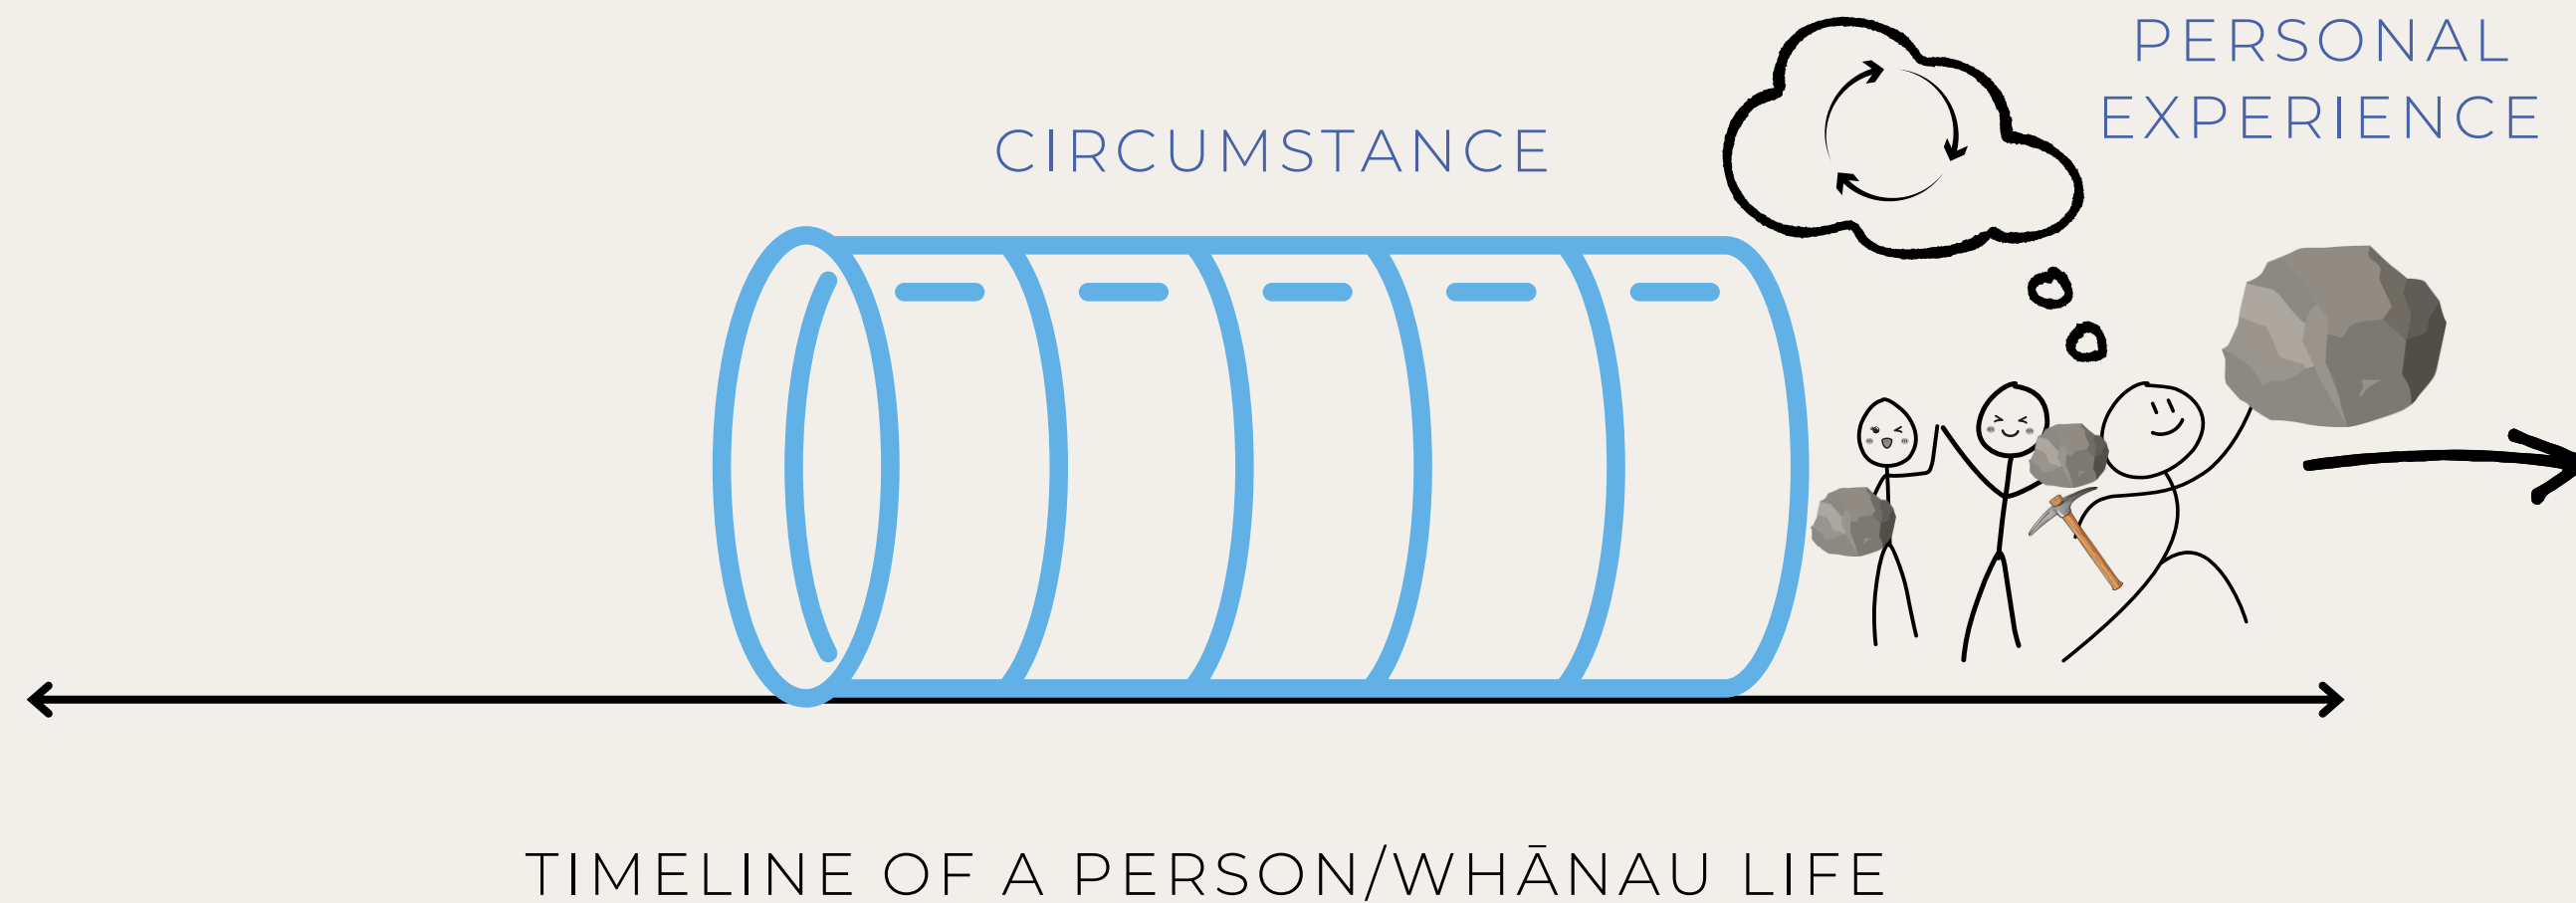 PERSONAL
EXPERIENCE
CIRCUMSTANCE
TIMELINE OF A PERSON/WHĀNAU LIFE